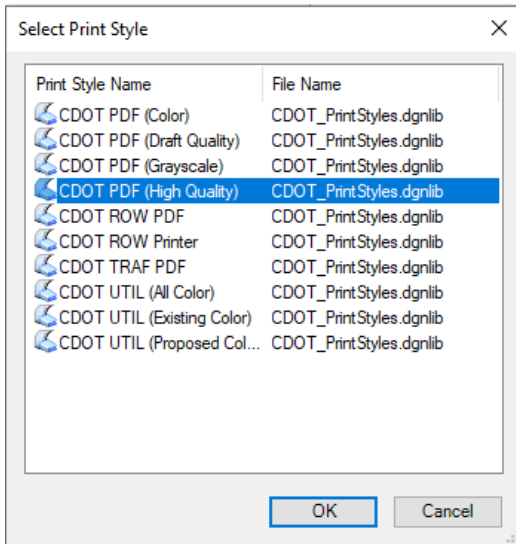 Select Print Style
Print Style Name File Name
CDOT PDF (Color) CDOT_PrintStyles.dgnlib
CDOT PDF (Draft Quality) CDOT_PrintStyles.dgnlib
CDOT PDF (Grayscale) CDOT_PrintStyles.dgnlib
CDOT PDF (High Quality) CDOT_PrintStyles.dgnlib
CDOT ROW PDF CDOT_PrintStyles.dgnlib
CDOT ROW Printer CDOT_PrintStyles.dgnlib
CDOT TRAF PDF CDOT_PrintStyles.dgnlib
CDOT UTIL (All Color) CDOT_PrintStyles.dgnlib
CDOT UTIL (Existing Color) CDOT_PrintStyles.dgnlib
CDOT UTIL (Proposed Col... CDOT_PrintStyles.dgnlib
OK Cancel